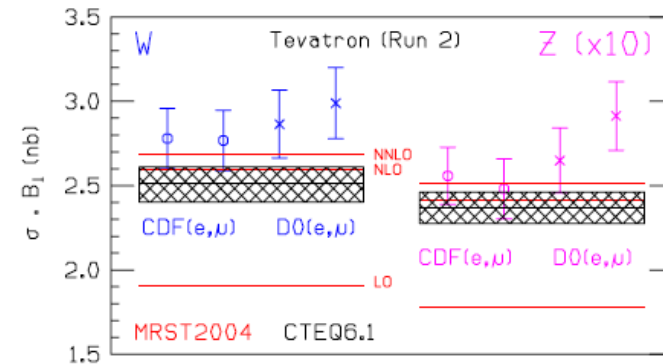 3.5
W Tevatron (Run 2) Z (x10)
3.0
NNLO
NLO
2.5
CDF(e,μ) D0(e,μ)
CDF(e,μ) D0(e,μ)
2.0
LO
MRST2004 CTEQ6.1
1.5
σ · B_l (nb)